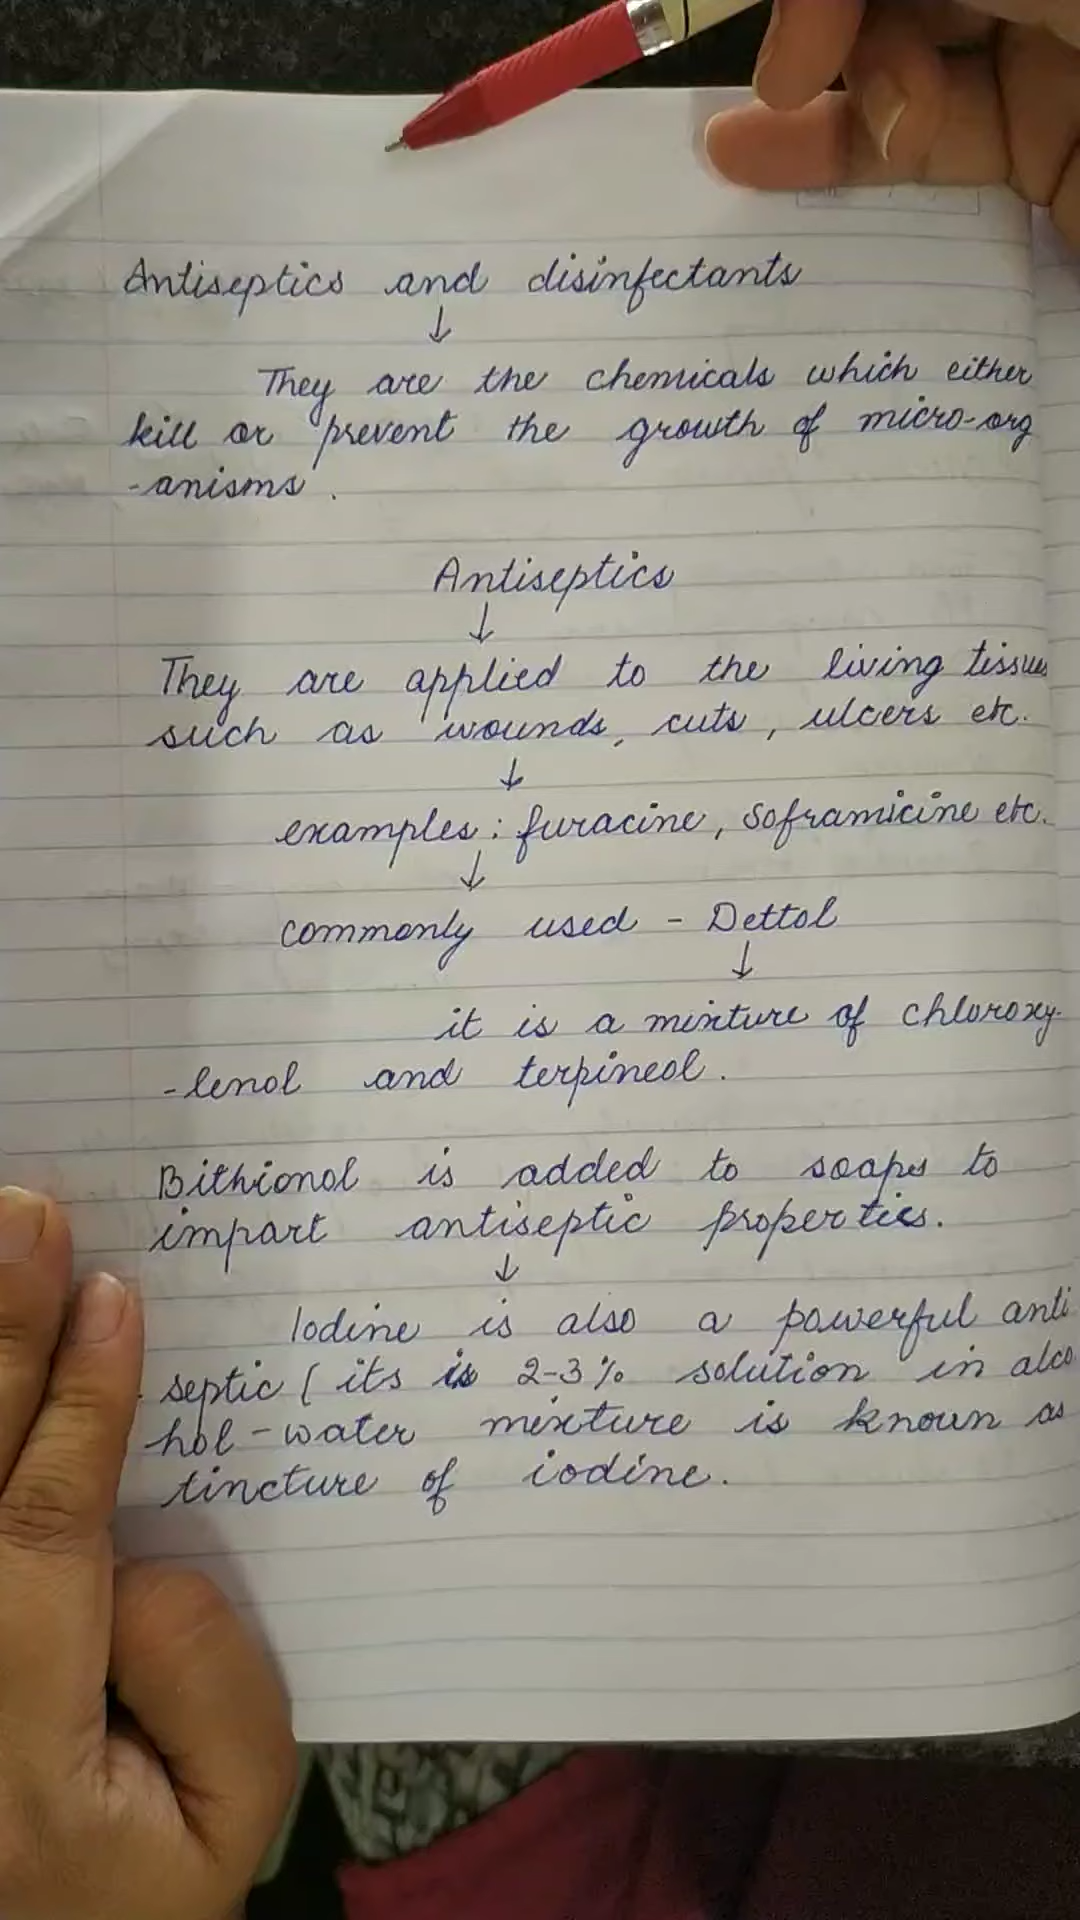 Antiseptics and disinfectants
↓
They are the chemicals which either
kill or prevent the growth of micro-org
-anisms.
Antiseptics
↓
They are applied to the living tissues
such as wounds, cuts, ulcers etc.
↓
examples: furacine, Soframicine etc.
↓
commonly used - Dettol
↓
it is a mixture of chloroxy-
-lenol and terpineol.
Bithionol is added to soaps to
impart antiseptic properties.
↓
Iodine is also a powerful anti
- septic (its is 2-3% solution in alco
hol-water mixture is known as
tincture of iodine.